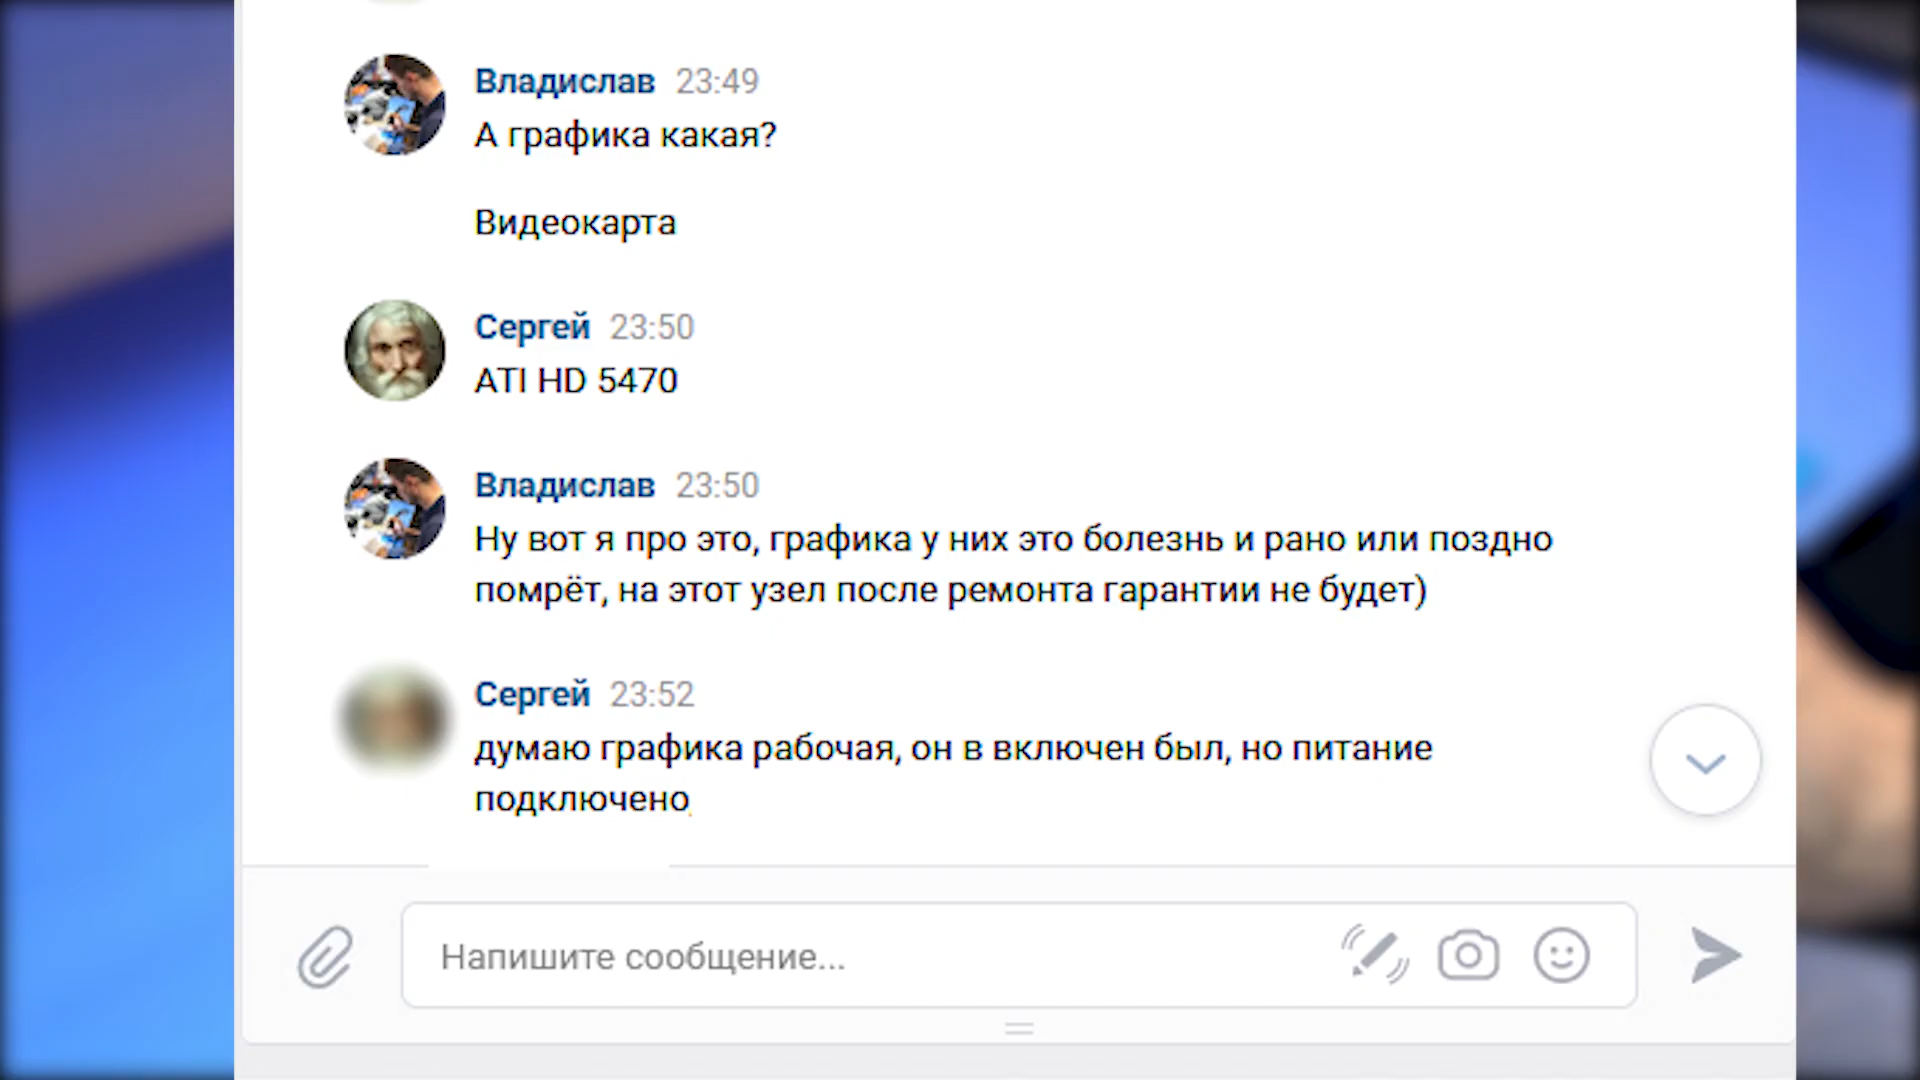 Владислав 23:49
А графика какая?
Видеокарта
Сергей 23:50
ATI HD 5470
Владислав 23:50
Ну вот я про это, графика у них это болезнь и рано или поздно
помрёт, на этот узел после ремонта гарантии не будет)
Сергей 23:52
думаю графика рабочая, он в включен был, но питание
подключено
Напишите сообщение...